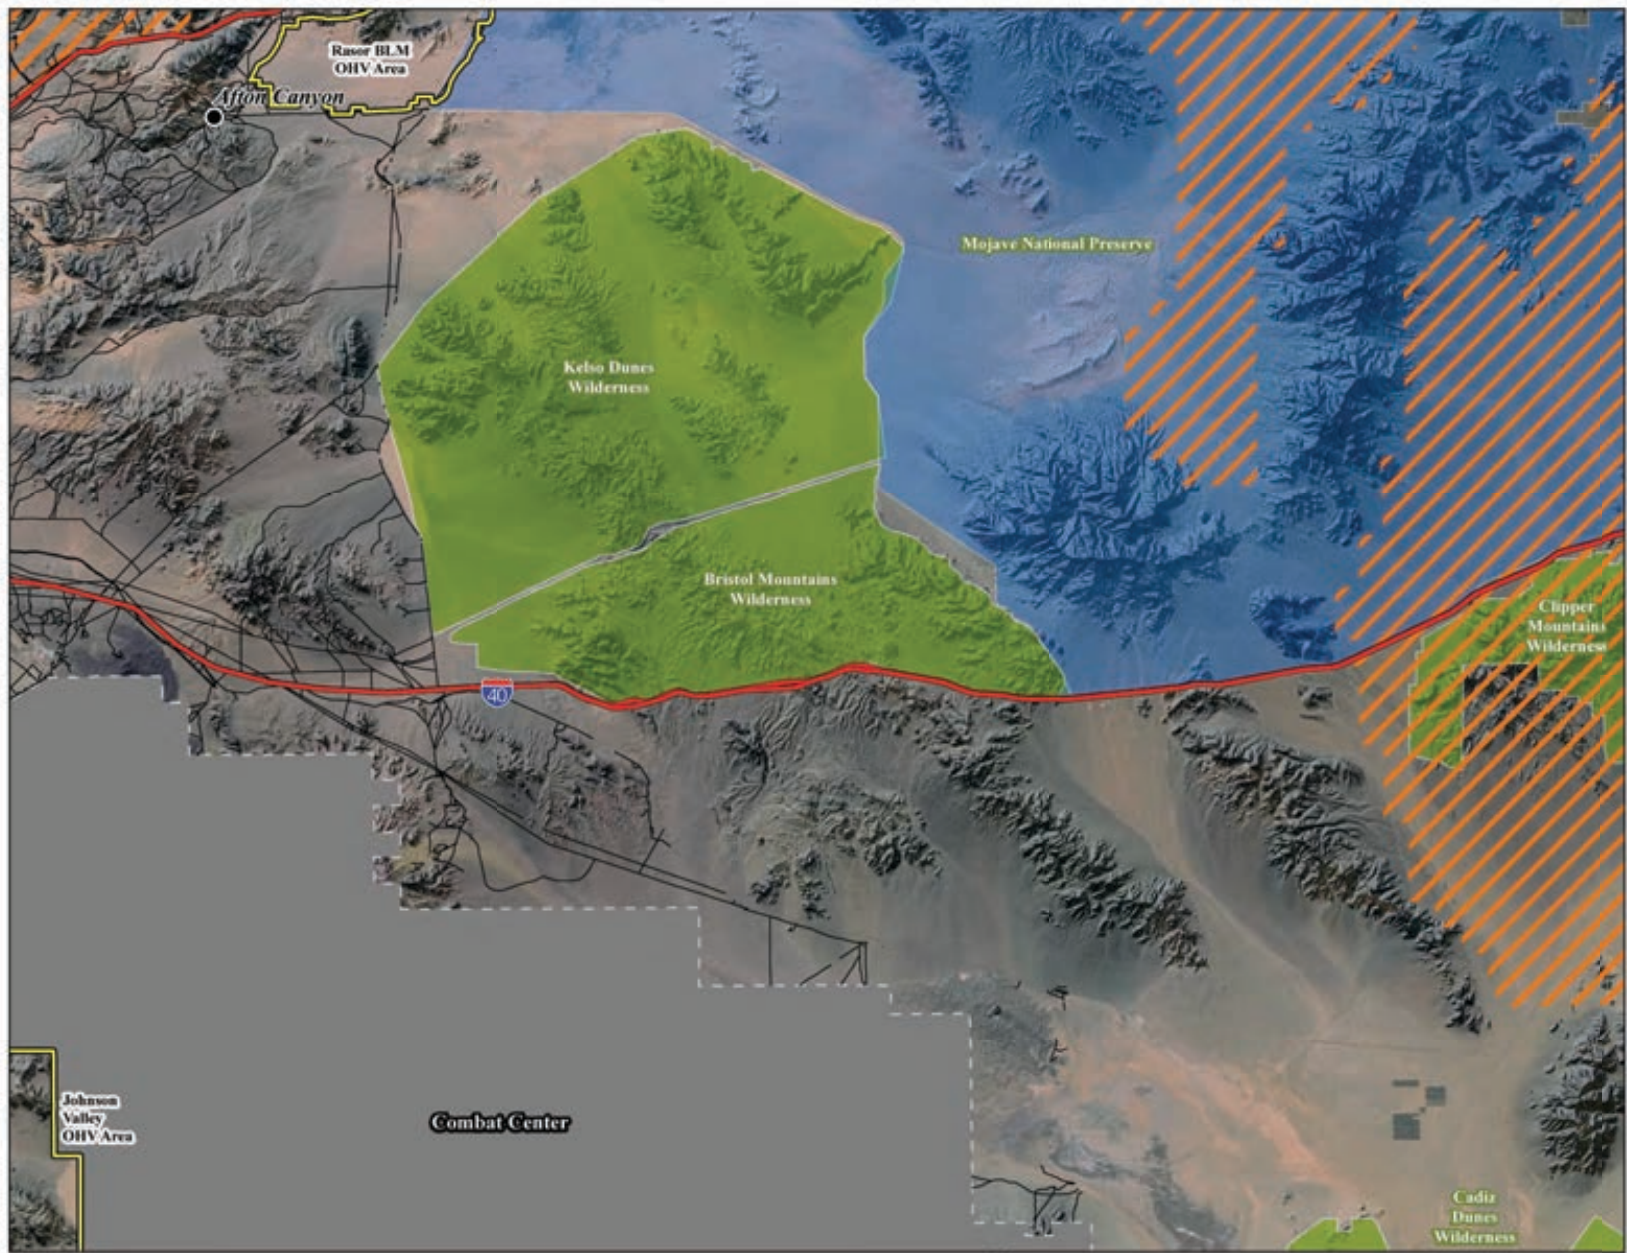 Rasor BLM
OHV Area
Afton Canyon
Mojave National Preserve
Kelso Dunes
Wilderness
Bristol Mountains
Wilderness
Clipper
Mountains
Wilderness
40
Johnson
Valley
OHV Area
Combat Center
Cadiz
Dunes
Wilderness